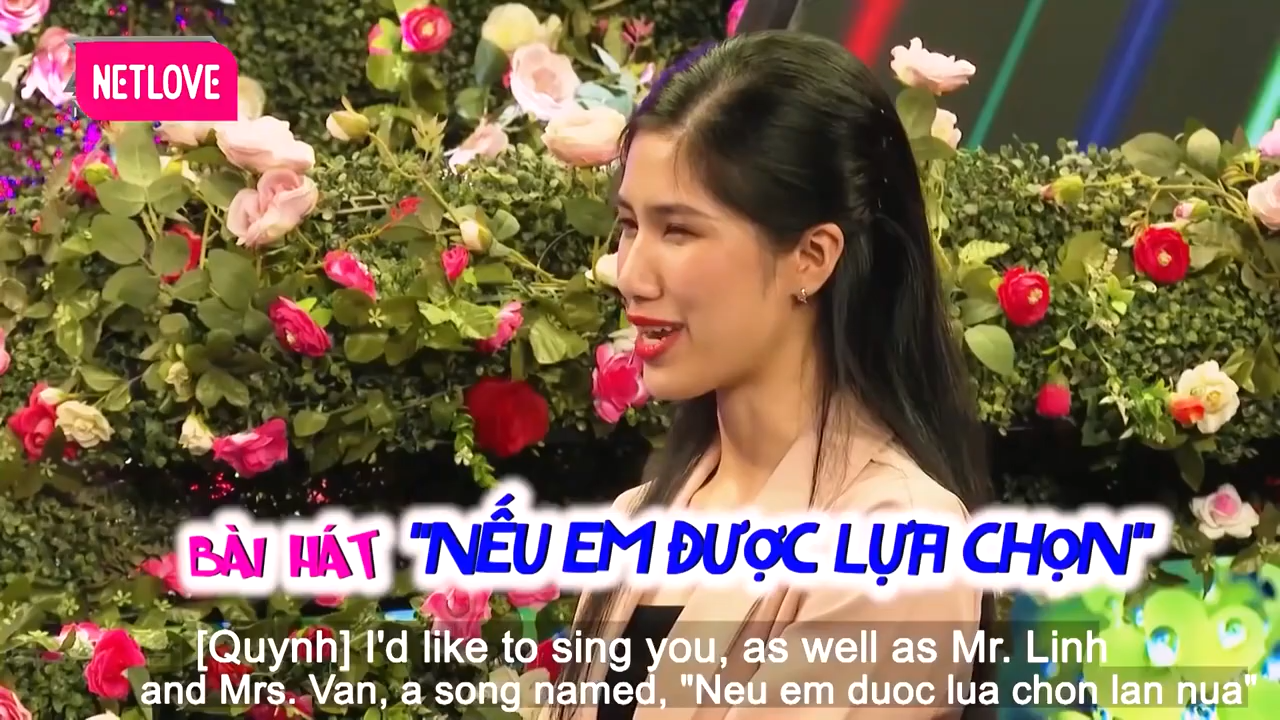 NETLOVE
BÀI HÁT "NẾU EM ĐƯỢC LỰA CHỌN"
[Quynh] I'd like to sing you, as well as Mr. Linh
and Mrs. Van, a song named, "Neu em duoc lua chon lan nua"